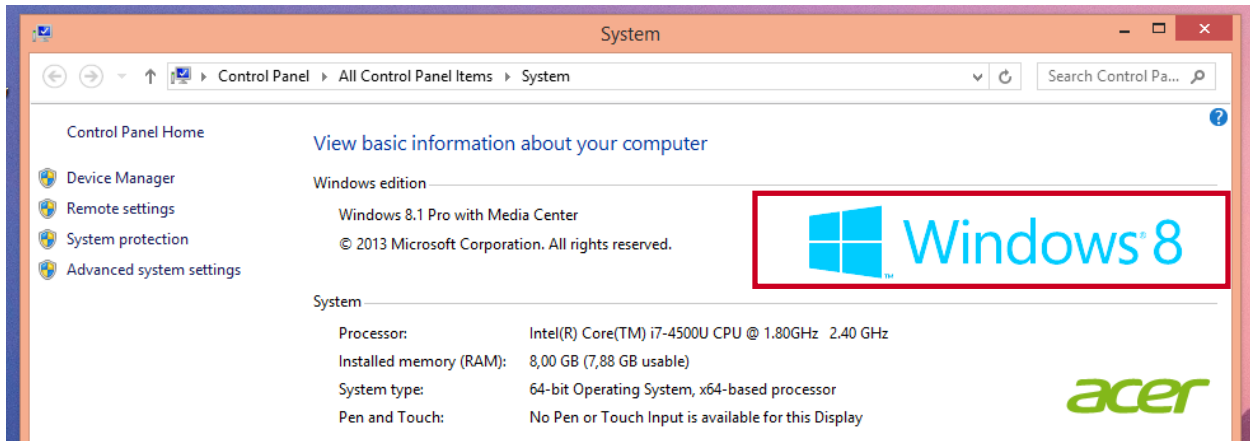 System
Control Panel All Control Panel Items System
Search Control Pa...
Control Panel Home
Device Manager
Remote settings
System protection
Advanced system settings
View basic information about your computer
Windows edition
Windows 8.1 Pro with Media Center
© 2013 Microsoft Corporation. All rights reserved.
Windows® 8
TM
System
Processor: Intel(R) Core(TM) i7-4500U CPU @ 1.80GHz 2.40 GHz
Installed memory (RAM): 8,00 GB (7,88 GB usable)
System type: 64-bit Operating System, x64-based processor
Pen and Touch: No Pen or Touch Input is available for this Display
acer